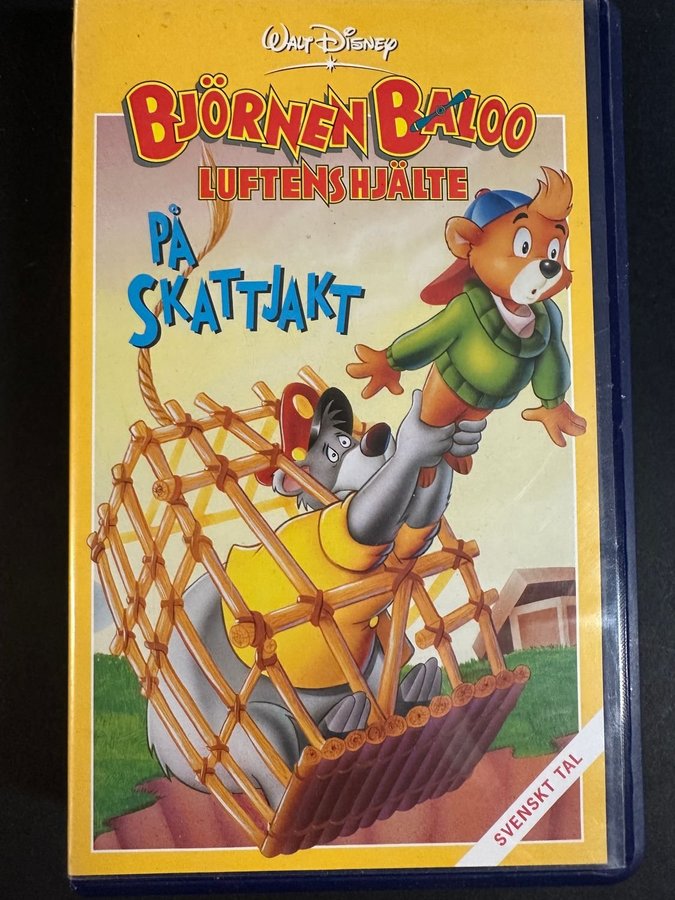 WALT DISNEY
BJÖRNEN BALOO
LUFTENS HJÄLTE
PÅ
SKATTJAKT
SVENSKT TAL